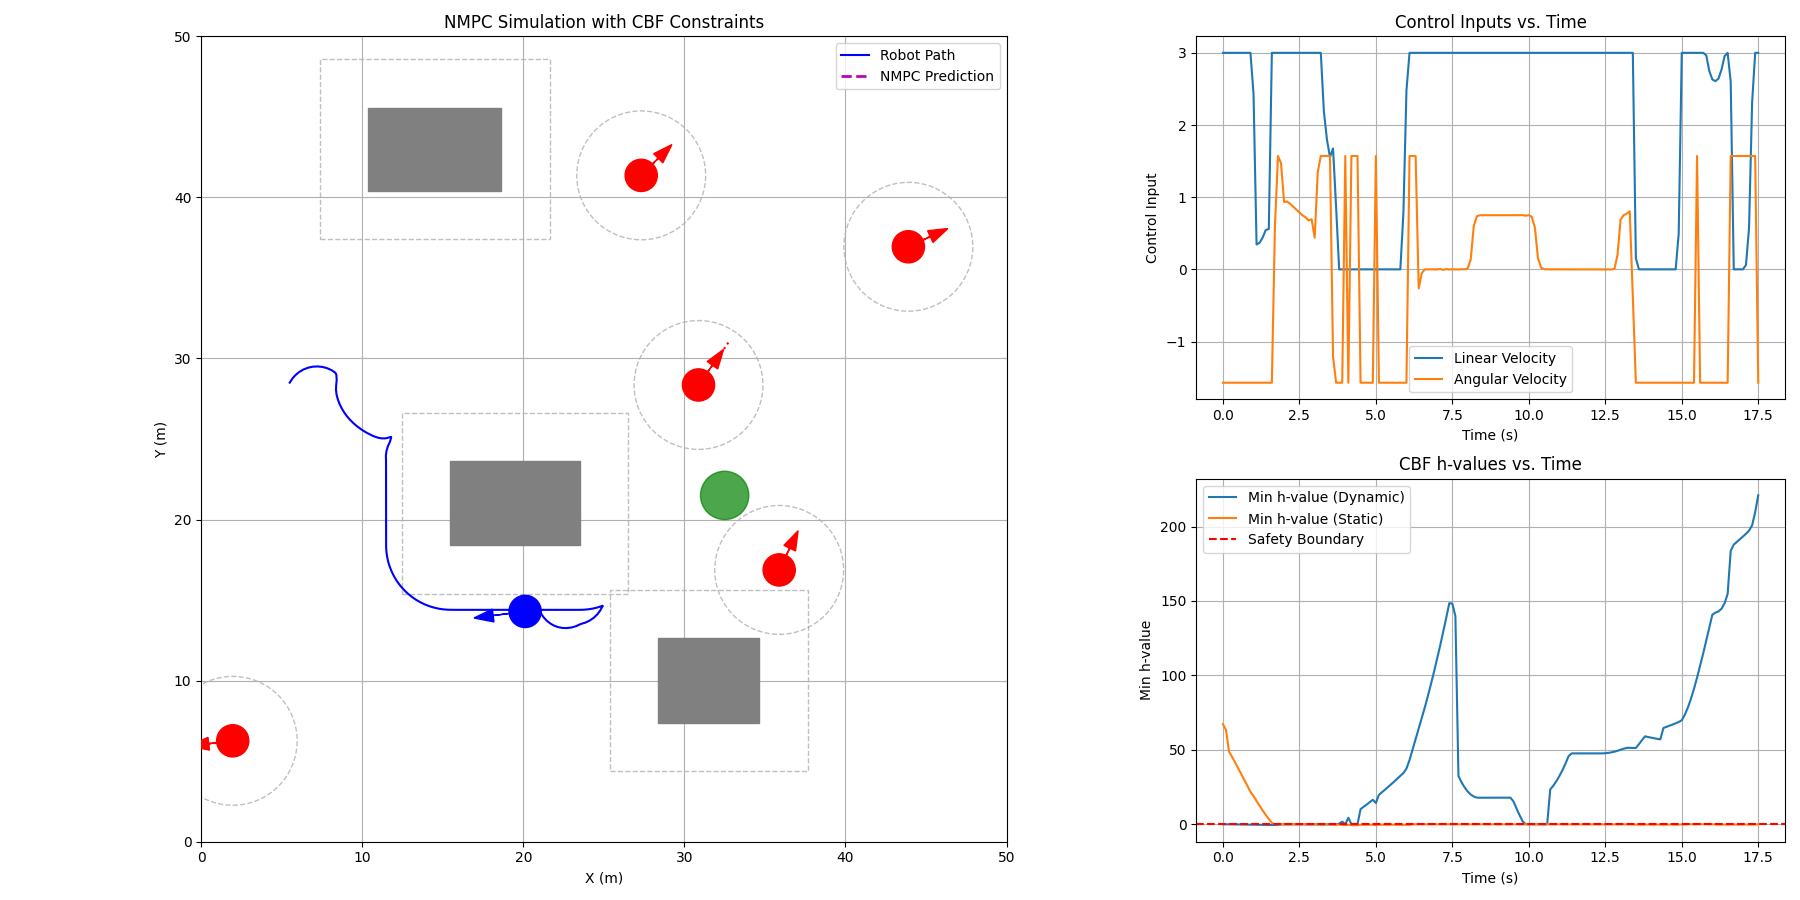 NMPC Simulation with CBF Constraints
50
40
30
20
10
0
Y (m)
0 10 20 30 40 50
X (m)
Robot Path
NMPC Prediction
Control Inputs vs. Time
3
2
1
0
−1
Control Input
0.0 2.5 5.0 7.5 10.0 12.5 15.0 17.5
Time (s)
Linear Velocity
Angular Velocity
CBF h-values vs. Time
200
150
100
50
0
Min h-value
0.0 2.5 5.0 7.5 10.0 12.5 15.0 17.5
Time (s)
Min h-value (Dynamic)
Min h-value (Static)
Safety Boundary